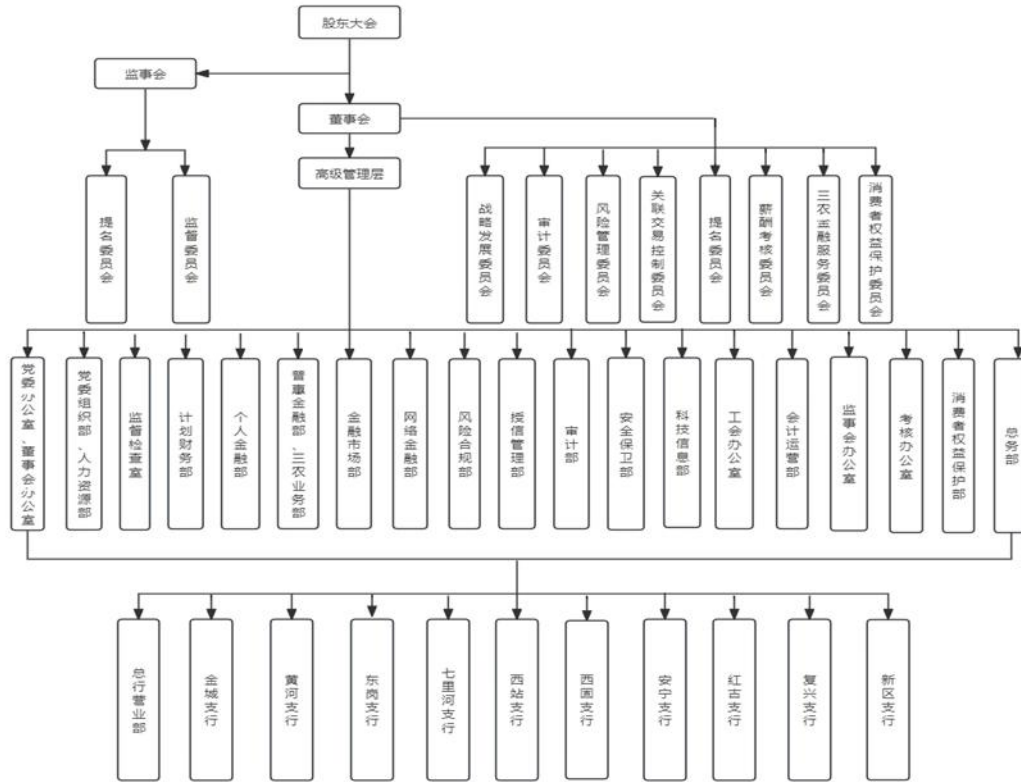 股东大会
监事会
董事会
高级管理层
提名委员会
监督委员会
战略发展委员会
审计委员会
风险管理委员会
关联交易控制委员会
提名委员会
薪酬考核委员会
三农金融服务委员会
消费者权益保护委员会
党委办公室、董事会办公室
党委组织部、人力资源部
监督检查室
计划财务部
个人金融部
普惠金融部、三农业务部
金融市场部
网络金融部
风险合规部
授信管理部
审计部
安全保卫部
科技信息部
工会办公室
会计运营部
监事会办公室
考核办公室
消费者权益保护部
总务部
总行营业部
金城支行
黄河支行
东岗支行
七里河支行
西站支行
西固支行
安宁支行
红古支行
复兴支行
新区支行